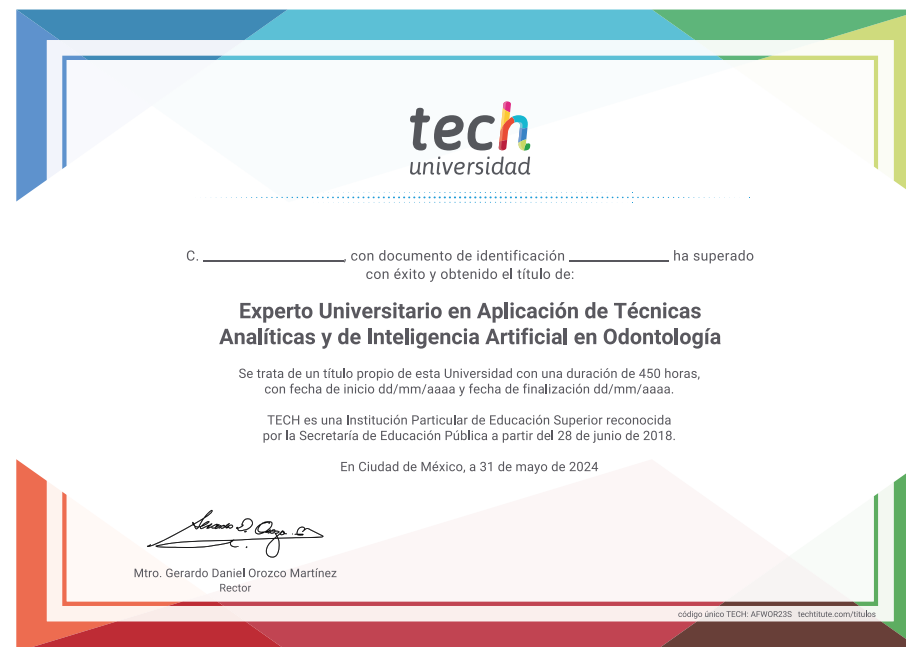 tech
universidad
C. ____________________, con documento de identificación ______________ ha superado
con éxito y obtenido el título de:
Experto Universitario en Aplicación de Técnicas
Analíticas y de Inteligencia Artificial en Odontología
Se trata de un título propio de esta Universidad con una duración de 450 horas,
con fecha de inicio dd/mm/aaaa y fecha de finalización dd/mm/aaaa.
TECH es una Institución Particular de Educación Superior reconocida
por la Secretaría de Educación Pública a partir del 28 de junio de 2018.
En Ciudad de México, a 31 de mayo de 2024
Mtro. Gerardo Daniel Orozco Martínez
Rector
código único TECH: AFWOR23S techtitute.com/titulos